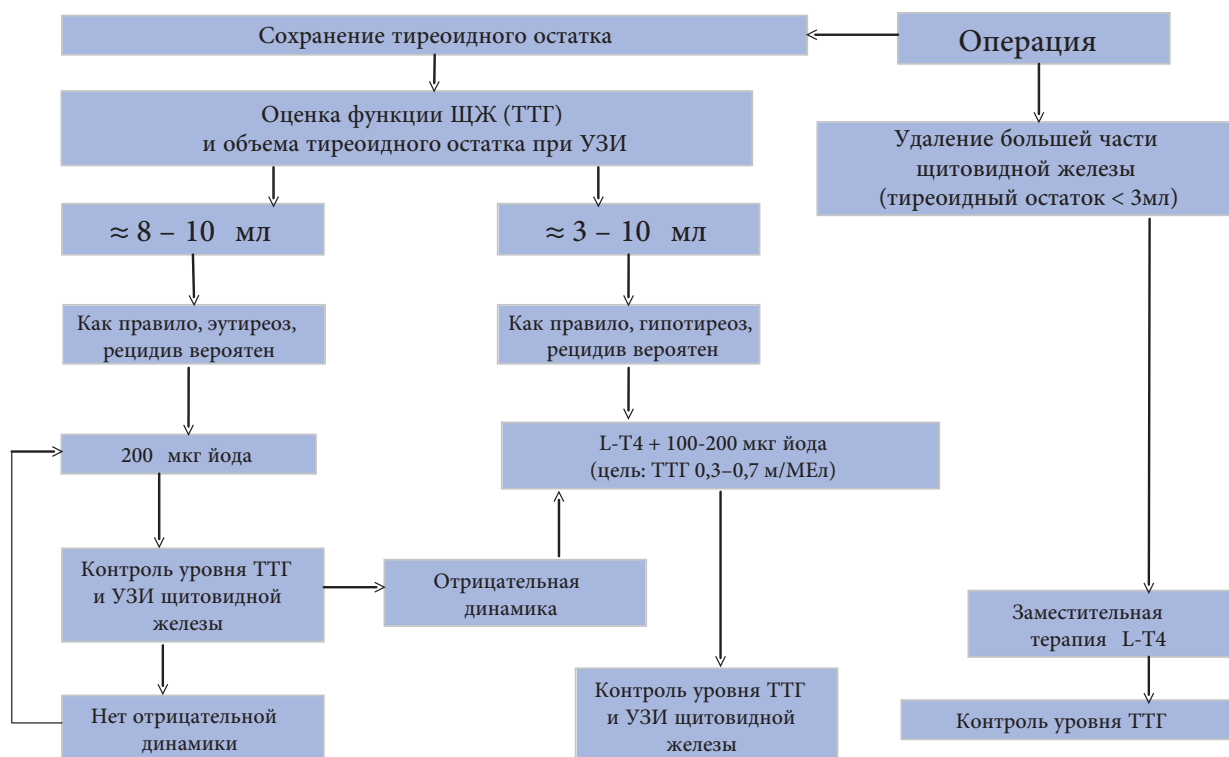 Сохранение тиреоидного остатка
Операция
Оценка функции ЩЖ (ТТГ)
и объема тиреоидного остатка при УЗИ
Удаление большей части
щитовидной железы
(тиреоидный остаток < 3мл)
≈ 8 – 10 мл
≈ 3 – 10 мл
Как правило, эутиреоз,
рецидив вероятен
Как правило, гипотиреоз,
рецидив вероятен
200 мкг йода
L-T4 + 100-200 мкг йода
(цель: ТТГ 0,3–0,7 м/МЕл)
Контроль уровня ТТГ
и УЗИ щитовидной
железы
Отрицательная
динамика
Заместительная
терапия L-T4
Нет отрицательной
динамики
Контроль уровня ТТГ
и УЗИ щитовидной
железы
Контроль уровня ТТГ